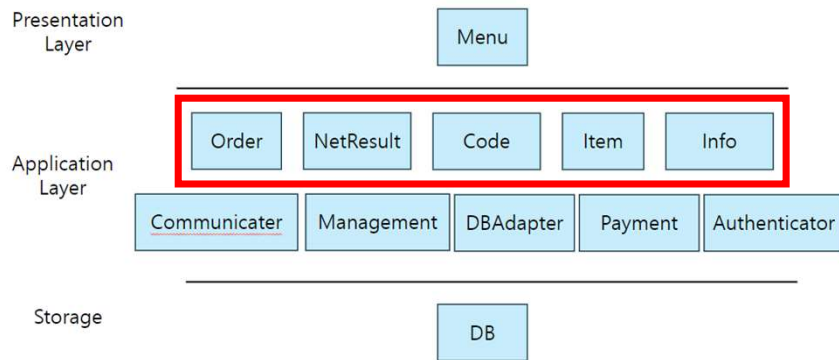 Presentation
Layer
Menu
Order NetResult Code Item Info
Application
Layer
Communicater Management DBAdapter Payment Authenticator
Storage
DB